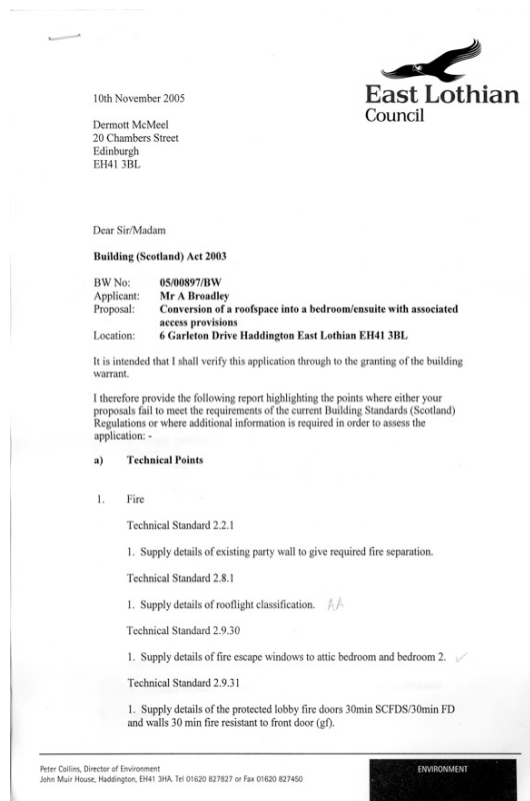 East Lothian
Council
10th November 2005
Dermott McMeel
20 Chambers Street
Edinburgh
EH41 3BL
Dear Sir/Madam
Building (Scotland) Act 2003
BW No: 05/00897/BW
Applicant: Mr A Broadley
Proposal: Conversion of a roofspace into a bedroom/ensuite with associated
access provisions
Location: 6 Garleton Drive Haddington East Lothian EH41 3BL
It is intended that I shall verify this application through to the granting of the building
warrant.
I therefore provide the following report highlighting the points where either your
proposals fail to meet the requirements of the current Building Standards (Scotland)
Regulations or where additional information is required in order to assess the
application: -
a) Technical Points
1. Fire
Technical Standard 2.2.1
1. Supply details of existing party wall to give required fire separation.
Technical Standard 2.8.1
1. Supply details of rooflight classification. AA
Technical Standard 2.9.30
1. Supply details of fire escape windows to attic bedroom and bedroom 2. ✓
Technical Standard 2.9.31
1. Supply details of the protected lobby fire doors 30min SCFDS/30min FD
and walls 30 min fire resistant to front door (gf).
Peter Collins, Director of Environment
John Muir House, Haddington, EH41 3HA. Tel 01620 827827 or Fax 01620 827450
ENVIRONMENT